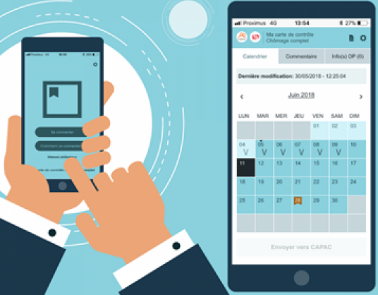 Se connecter
Proximus 4G 13:54 27%
Ma carte de contrôle
Chômage complet
Calendrier Commentaire Info(s) OP (0)
Dernière modification: 30/05/2018 - 12:25:04
< Juin 2018 >
LUN MAR MER JEU VEN SAM DIM
01 02 03
04 05 06 07 08 09 10
V V V V V V
11 12 13 14 15 16 17
18 19 20 21 22 23 24
25 26 27 28 29 30
Envoyer vers CAPAC